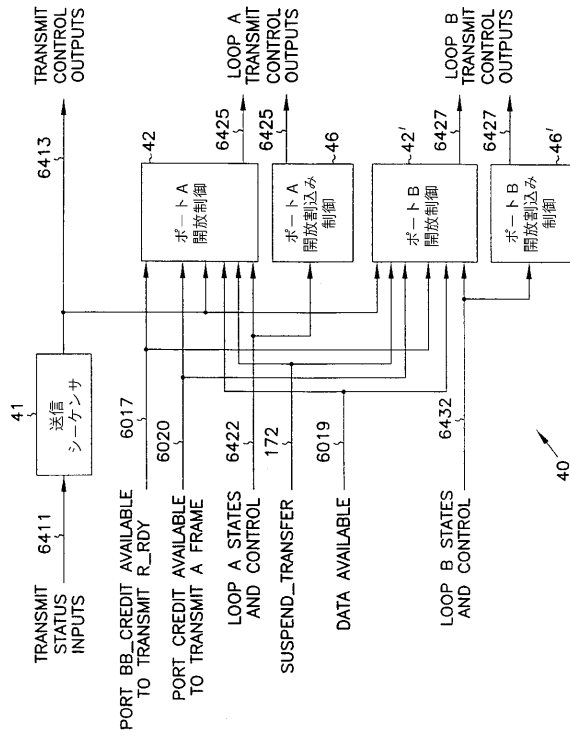 TRANSMIT
STATUS
INPUTS
6411
41
送信
シーケンサ
6413
TRANSMIT
CONTROL
OUTPUTS
PORT BB_CREDIT AVAILABLE
TO TRANSMIT R_RDY
6017
PORT CREDIT AVAILABLE
TO TRANSMIT A FRAME
6020
LOOP A STATES
AND CONTROL
6422
SUSPEND_TRANSFER
172
DATA AVAILABLE
6019
LOOP B STATES
AND CONTROL
6432
42
ポートA
開放制御
6425
LOOP A
TRANSMIT
CONTROL
OUTPUTS
6425
46
ポートA
開放割込み
制御
42'
ポートB
開放制御
6427
LOOP B
TRANSMIT
CONTROL
OUTPUTS
6427
46'
ポートB
開放割込み
制御
40